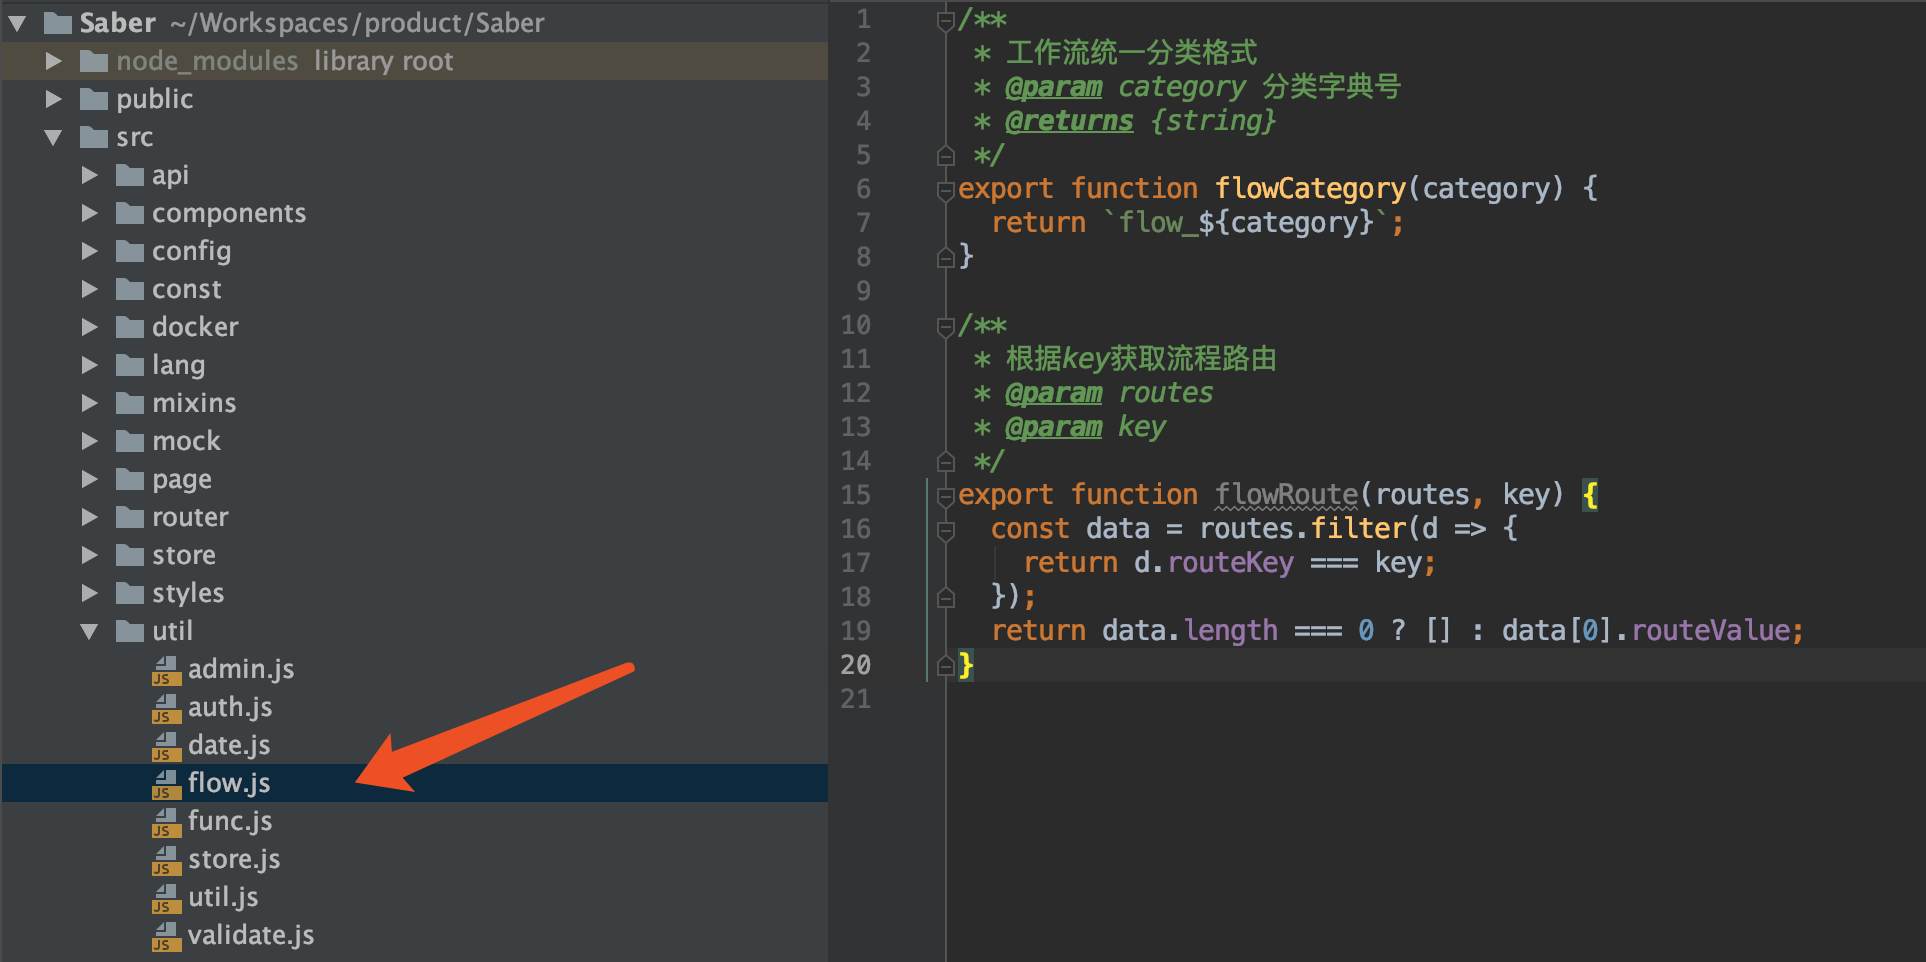 Saber ~/Workspaces/product/Saber
node_modules library root
public
src
api
components
config
const
docker
lang
mixins
mock
page
router
store
styles
util
JS admin.js
JS auth.js
JS date.js
JS flow.js
JS func.js
JS store.js
JS util.js
JS validate.js
1 /**
2 * 工作流统一分类格式
3 * @param category 分类字典号
4 * @returns {string}
5 */
6 export function flowCategory(category) {
7 return `flow_${category}`;
8 }
9
10 /**
11 * 根据key获取流程路由
12 * @param routes
13 * @param key
14 */
15 export function flowRoute(routes, key) {
16 const data = routes.filter(d => {
17 return d.routeKey === key;
18 });
19 return data.length === 0 ? [] : data[0].routeValue;
20 }
21